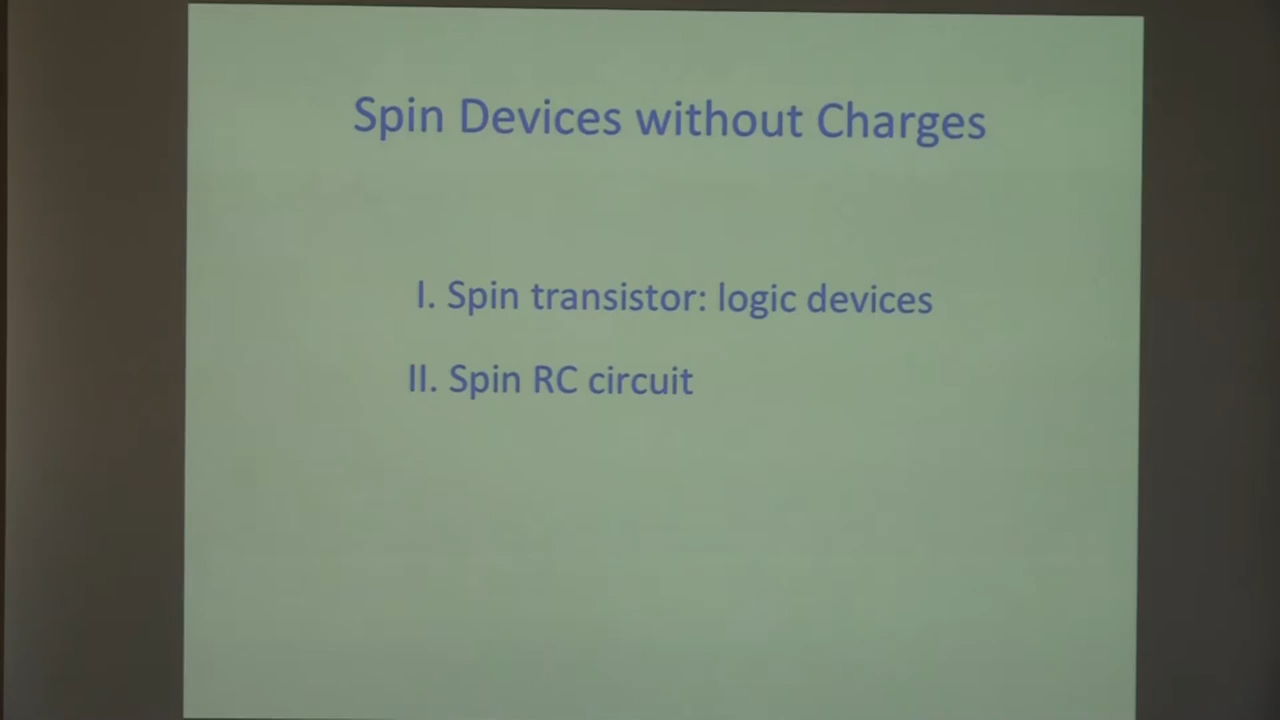 Spin Devices without Charges
I. Spin transistor: logic devices
II. Spin RC circuit